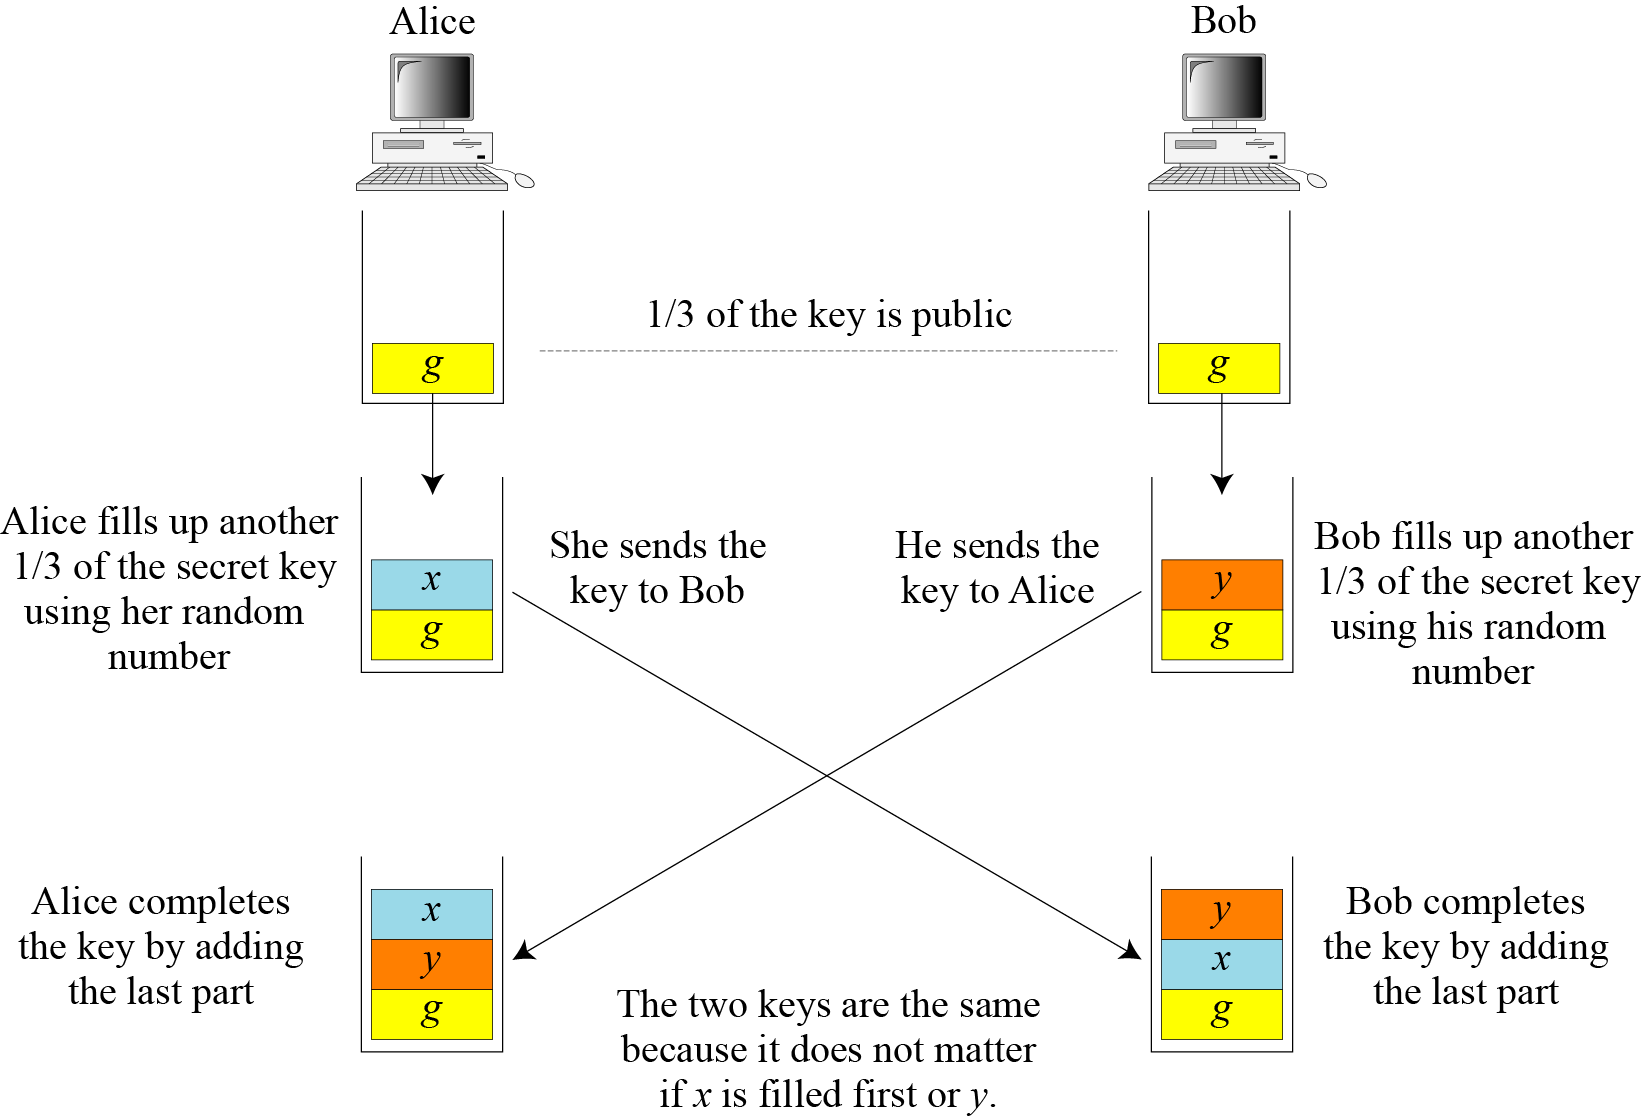 Alice
Bob
1/3 of the key is public
g
g
Alice fills up another
1/3 of the secret key
using her random
number
x
g
She sends the
key to Bob
He sends the
key to Alice
y
g
Bob fills up another
1/3 of the secret key
using his random
number
Alice completes
the key by adding
the last part
x
y
g
The two keys are the same
because it does not matter
if x is filled first or y.
y
x
g
Bob completes
the key by adding
the last part